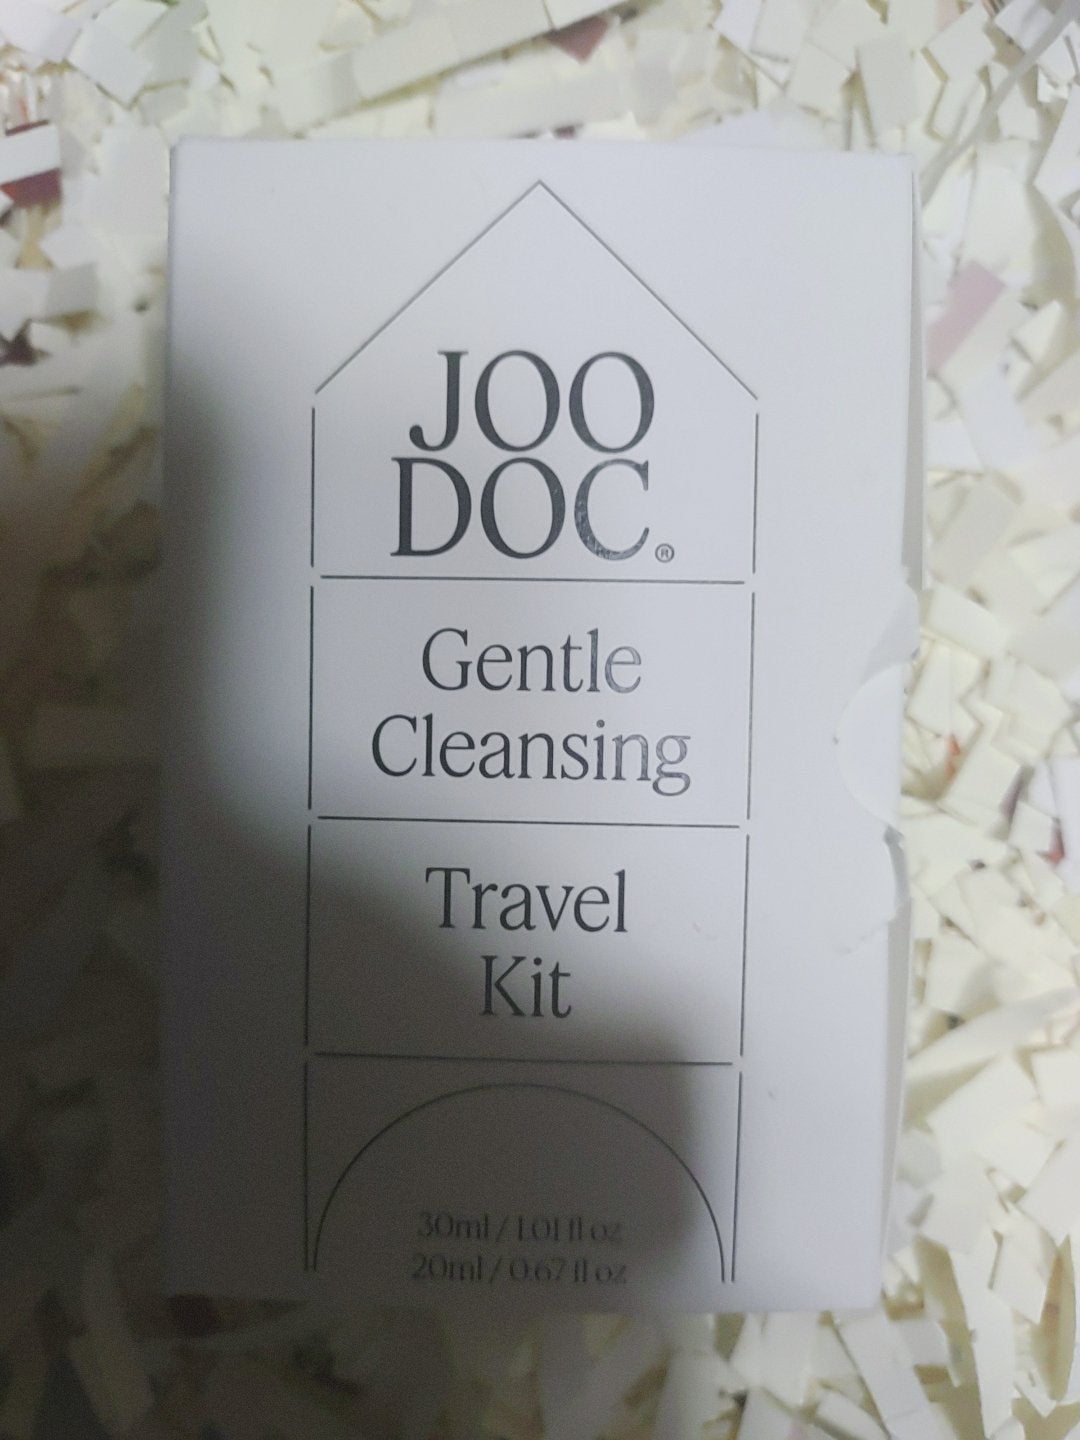 JOO
DOC®
Gentle
Cleansing
Travel
Kit
30ml / 1.01 fl oz
20ml / 0.67 fl oz